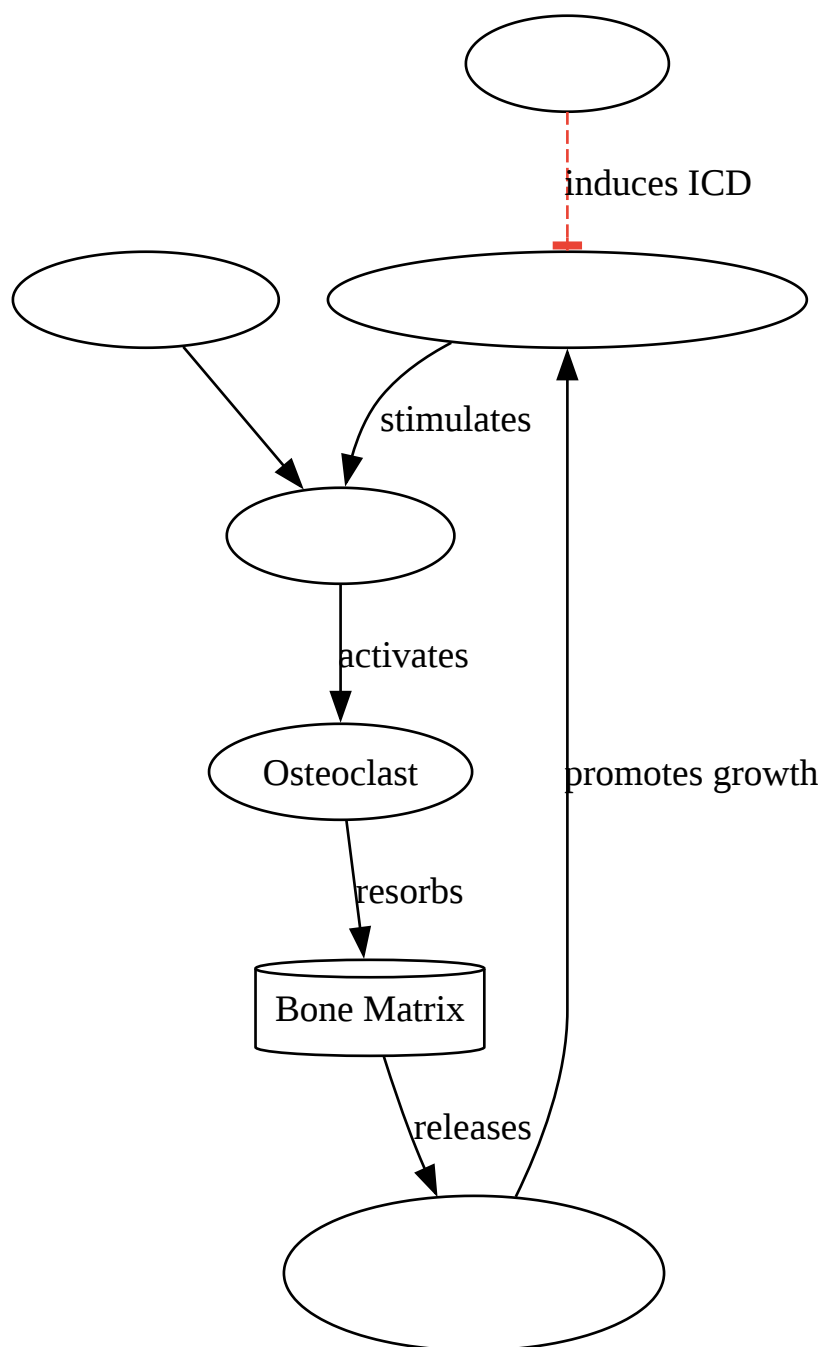 induces ICD
stimulates
activates
Osteoclast
promotes growth
resorbs
Bone Matrix
releases